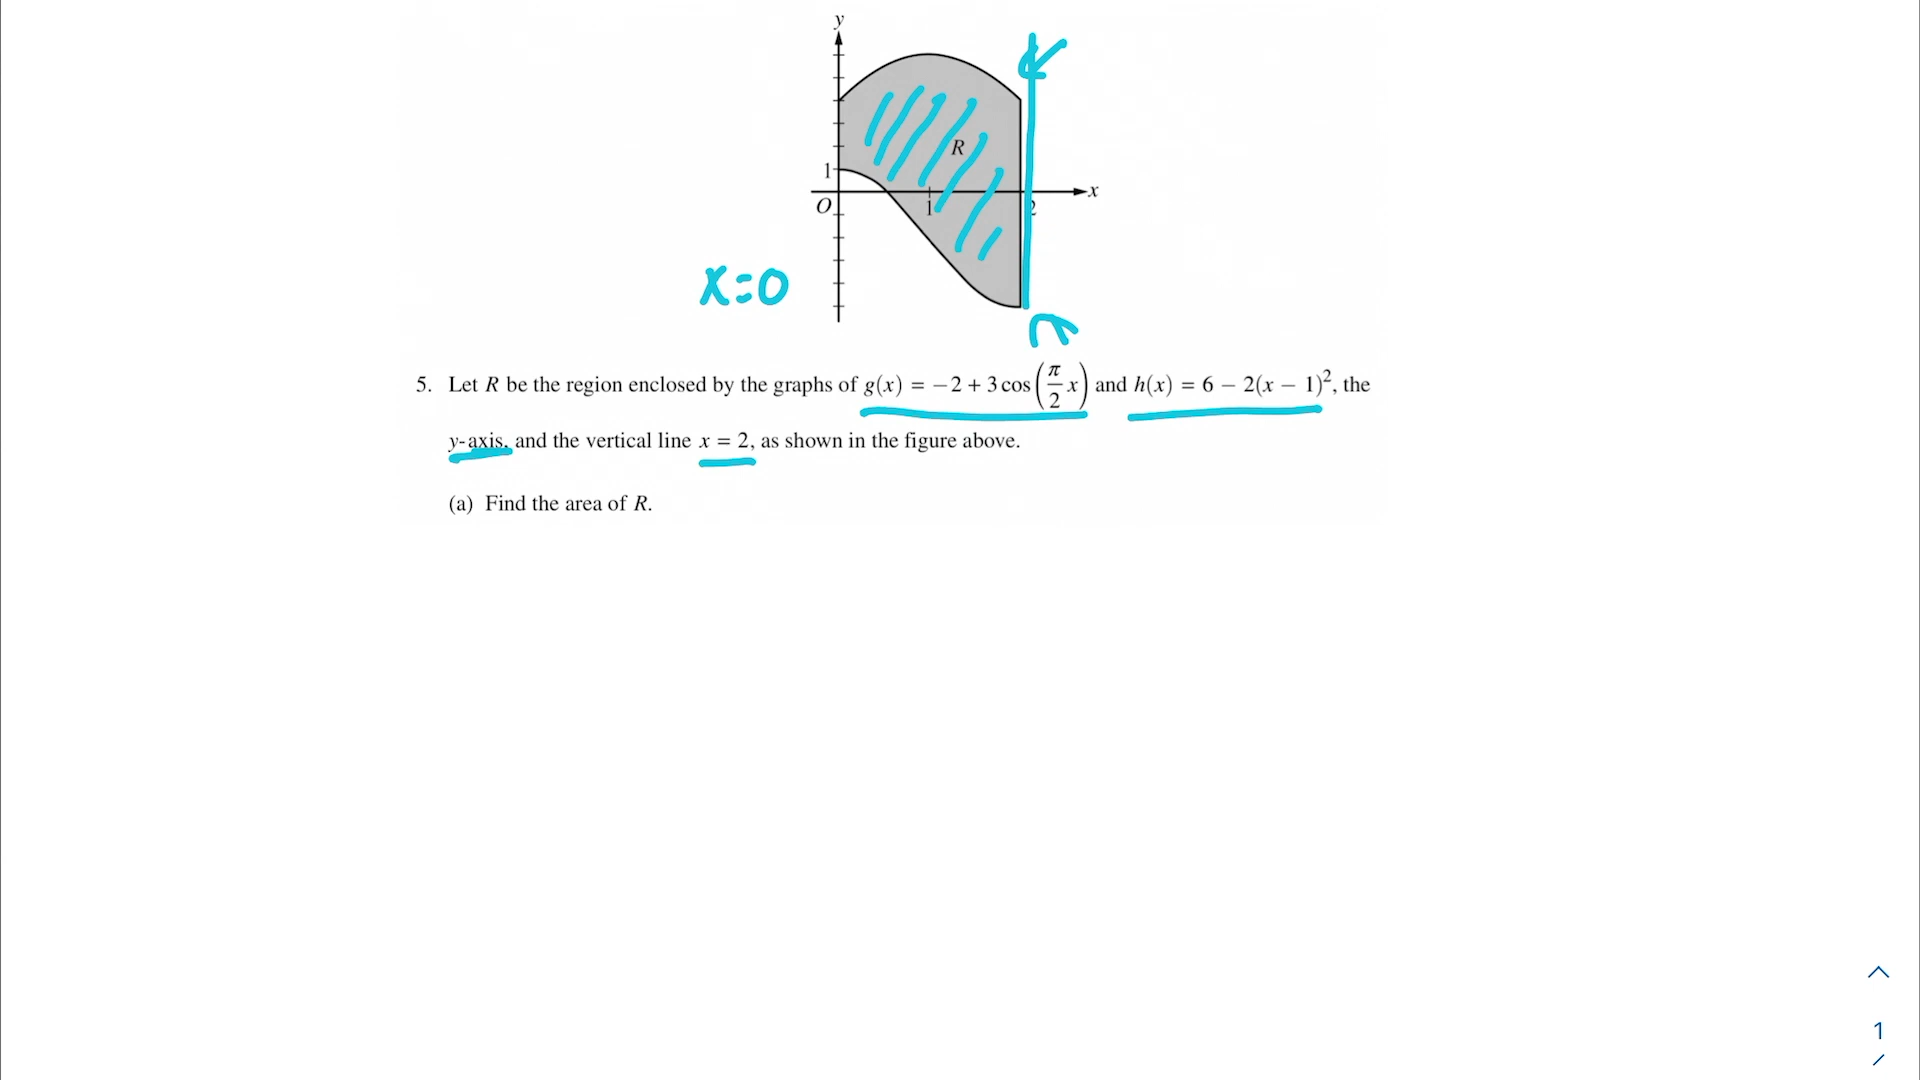 y
R
1
x
O
1
2
x=0
5. Let R be the region enclosed by the graphs of g(x) = −2 + 3 cos(π/2 x) and h(x) = 6 − 2(x − 1)², the
y-axis, and the vertical line x = 2, as shown in the figure above.
(a) Find the area of R.
1
/